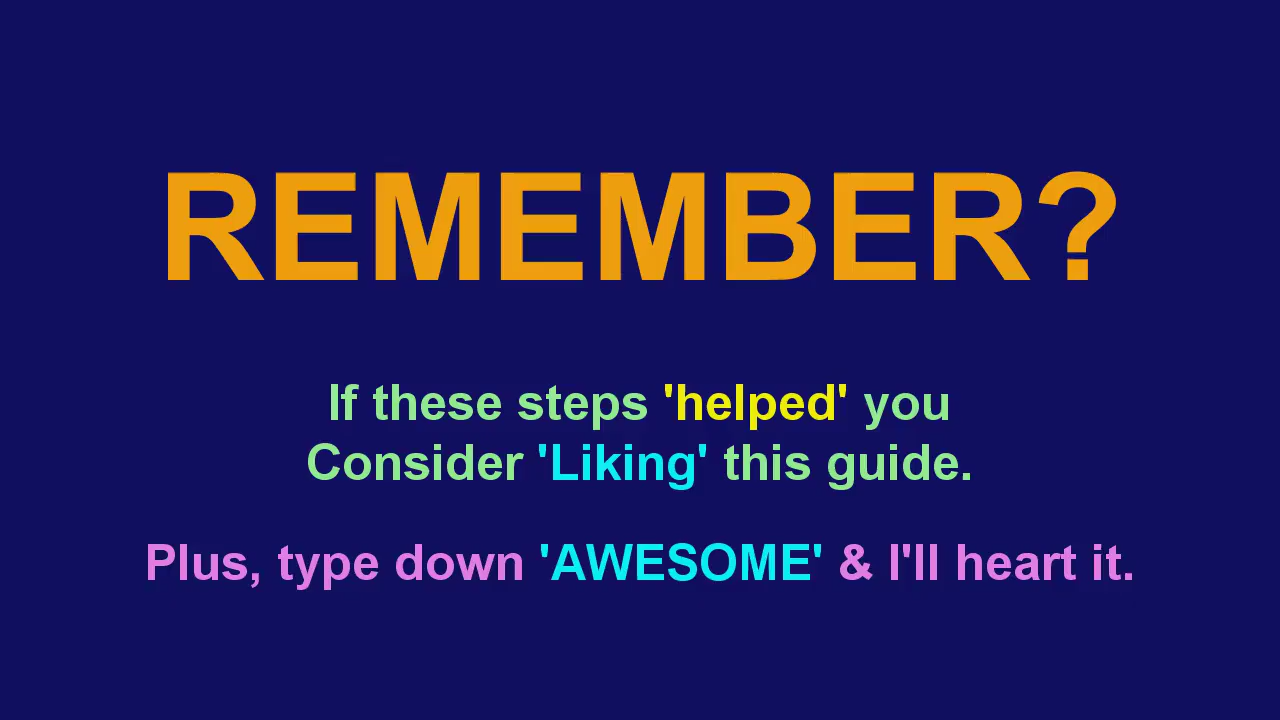 REMEMBER?
If these steps 'helped' you
Consider 'Liking' this guide.
Plus, type down 'AWESOME' & I'll heart it.